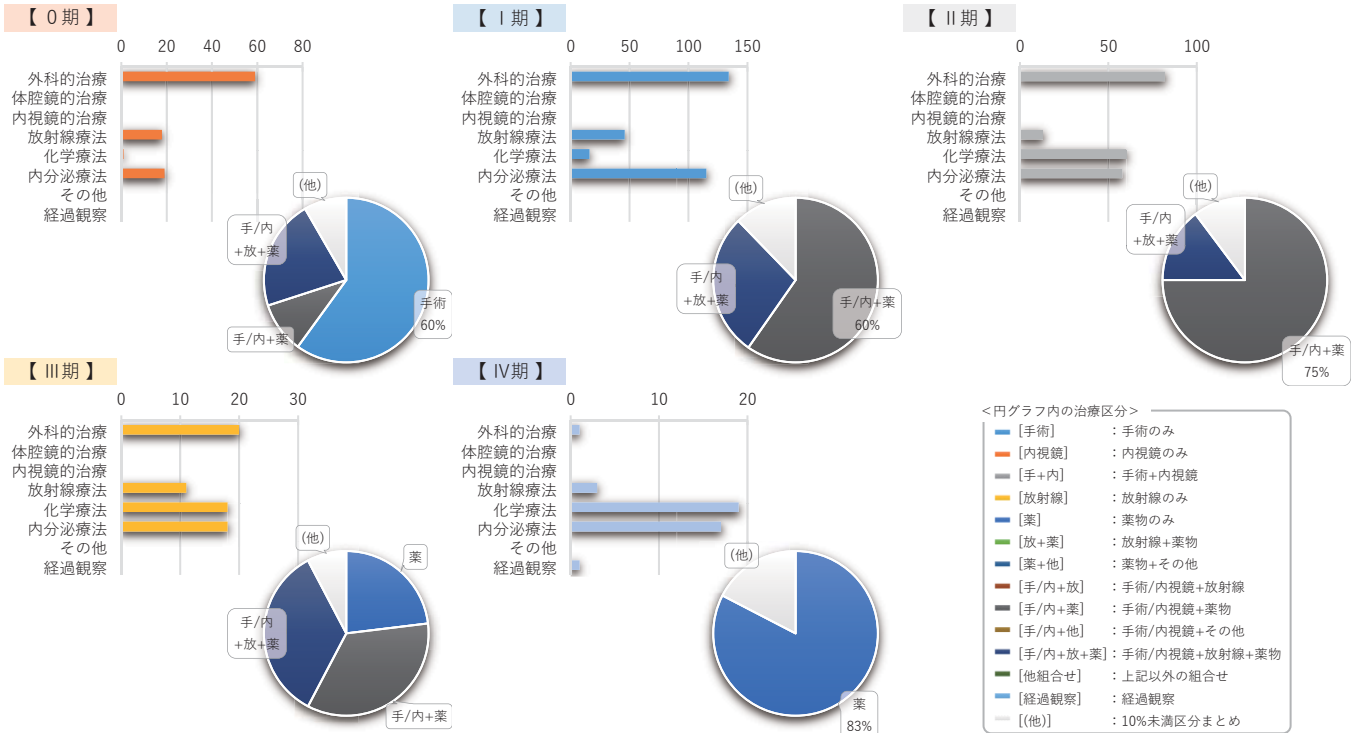 【 0期 】
0 20 40 60 80
外科的治療
体腔鏡的治療
内視鏡的治療
放射線療法
化学療法
内分泌療法
その他
経過観察
(他)
手/内
+放+薬
手/内+薬
手術
60%
【 I期 】
0 50 100 150
外科的治療
体腔鏡的治療
内視鏡的治療
放射線療法
化学療法
内分泌療法
その他
経過観察
(他)
手/内
+放+薬
手/内+薬
60%
【 II期 】
0 50 100
外科的治療
体腔鏡的治療
内視鏡的治療
放射線療法
化学療法
内分泌療法
その他
経過観察
(他)
手/内
+放+薬
手/内+薬
75%
【 III期 】
0 10 20 30
外科的治療
体腔鏡的治療
内視鏡的治療
放射線療法
化学療法
内分泌療法
その他
経過観察
(他)
薬
手/内
+放+薬
手/内+薬
【 IV期 】
0 10 20
外科的治療
体腔鏡的治療
内視鏡的治療
放射線療法
化学療法
内分泌療法
その他
経過観察
(他)
薬
83%
<円グラフ内の治療区分>
[手術] ：手術のみ
[内視鏡] ：内視鏡のみ
[手+内] ：手術+内視鏡
[放射線] ：放射線のみ
[薬] ：薬物のみ
[放+薬] ：放射線+薬物
[薬+他] ：薬物+その他
[手/内+放] ：手術/内視鏡+放射線
[手/内+薬] ：手術/内視鏡+薬物
[手/内+他] ：手術/内視鏡+その他
[手/内+放+薬] ：手術/内視鏡+放射線+薬物
[他組合せ] ：上記以外の組合せ
[経過観察] ：経過観察
[(他)] ：10%未満区分まとめ